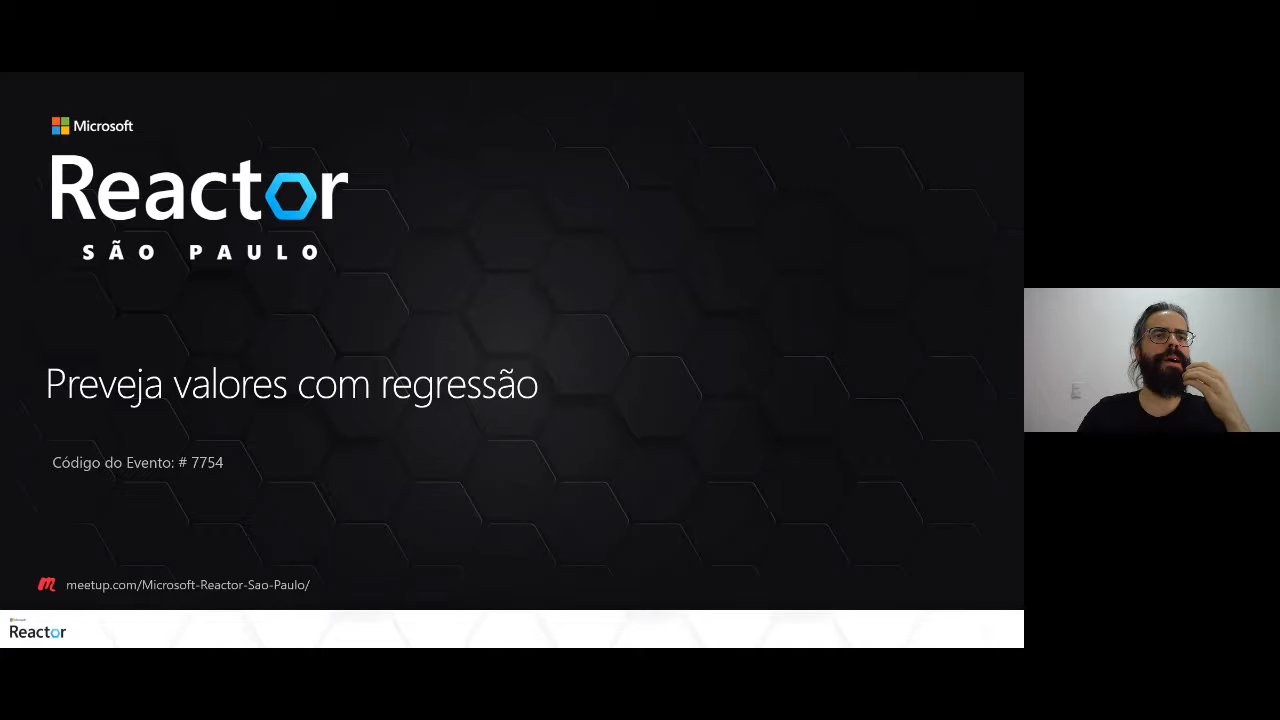 Microsoft
Reactor
SÃO PAULO
Preveja valores com regressão
Código do Evento: # 7754
meetup.com/Microsoft-Reactor-Sao-Paulo/
Microsoft
Reactor